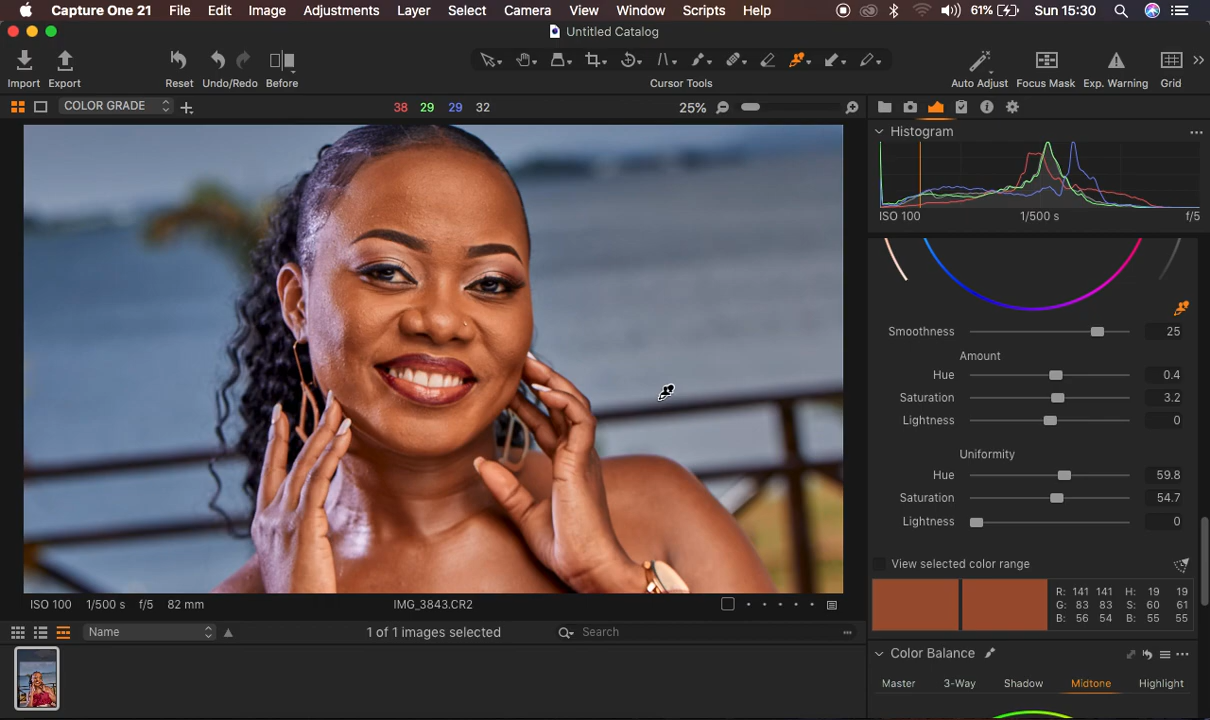 Capture One 21 File Edit Image Adjustments Layer Select Camera View Window Scripts Help 61% Sun 15:30
Untitled Catalog
Import Export Reset Undo/Redo Before Cursor Tools Auto Adjust Focus Mask Exp. Warning Grid
COLOR GRADE 38 29 29 32 25%
Histogram
ISO 100 1/500 s f/5
Smoothness 25
Amount
Hue 0.4
Saturation 3.2
Lightness 0
Uniformity
Hue 59.8
Saturation 54.7
Lightness 0
View selected color range
R: 141 141 H: 19 19
G: 83 83 S: 60 61
B: 56 54 B: 55 55
ISO 100 1/500 s f/5 82 mm IMG_3843.CR2
Name 1 of 1 images selected Search
Color Balance
Master 3-Way Shadow Midtone Highlight